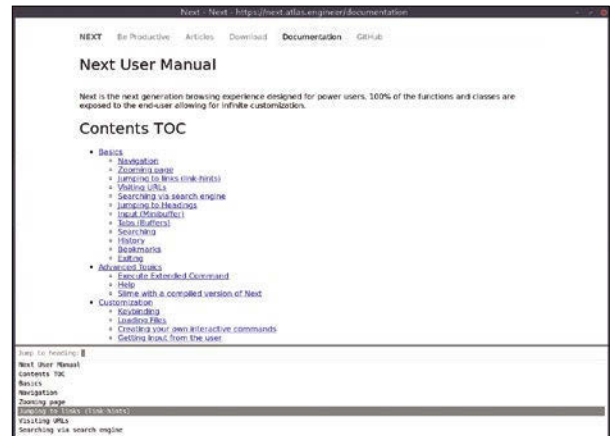 Next - Next - https://next.atlas.engineer/documentation
NEXT Be Productive Articles Download Documentation GitHub
Next User Manual
Next is the next generation browsing experience designed for power users, 100% of the functions and classes are
exposed to the end-user allowing for infinite customization.
Contents TOC
Basics
Navigation
Zooming page
Jumping to links (link-hints)
Visiting URLs
Searching via search engine
Jumping to Headings
Input (Minibuffer)
Tabs (Buffers)
Searching
History
Bookmarks
Exiting
Advanced Topics
Execute Extended Command
Help
Slime with a compiled version of Next
Customization
Keybinding
Loading Files
Creating your own interactive commands
Getting input from the user
Jump to heading:
Next User Manual
Contents TOC
Basics
Navigation
Zooming page
Jumping to links (link-hints)
Visiting URLs
Searching via search engine